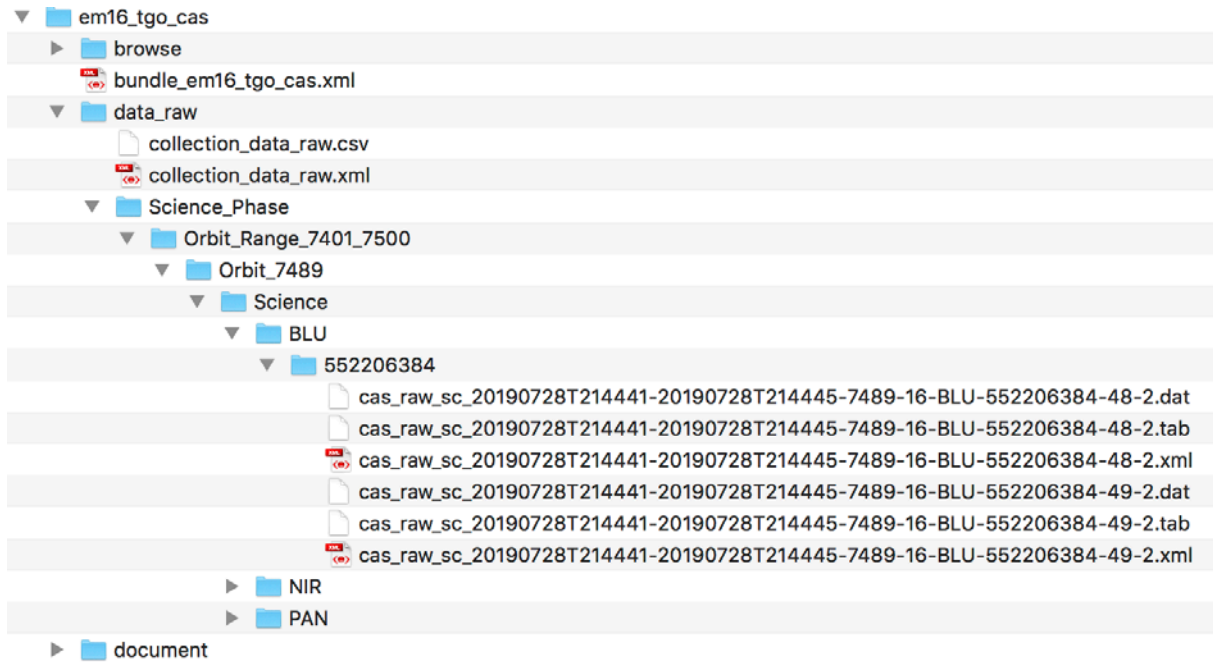 em16_tgo_cas
browse
bundle_em16_tgo_cas.xml
data_raw
collection_data_raw.csv
collection_data_raw.xml
Science_Phase
Orbit_Range_7401_7500
Orbit_7489
Science
BLU
552206384
cas_raw_sc_20190728T214441-20190728T214445-7489-16-BLU-552206384-48-2.dat
cas_raw_sc_20190728T214441-20190728T214445-7489-16-BLU-552206384-48-2.tab
cas_raw_sc_20190728T214441-20190728T214445-7489-16-BLU-552206384-48-2.xml
cas_raw_sc_20190728T214441-20190728T214445-7489-16-BLU-552206384-49-2.dat
cas_raw_sc_20190728T214441-20190728T214445-7489-16-BLU-552206384-49-2.tab
cas_raw_sc_20190728T214441-20190728T214445-7489-16-BLU-552206384-49-2.xml
NIR
PAN
document